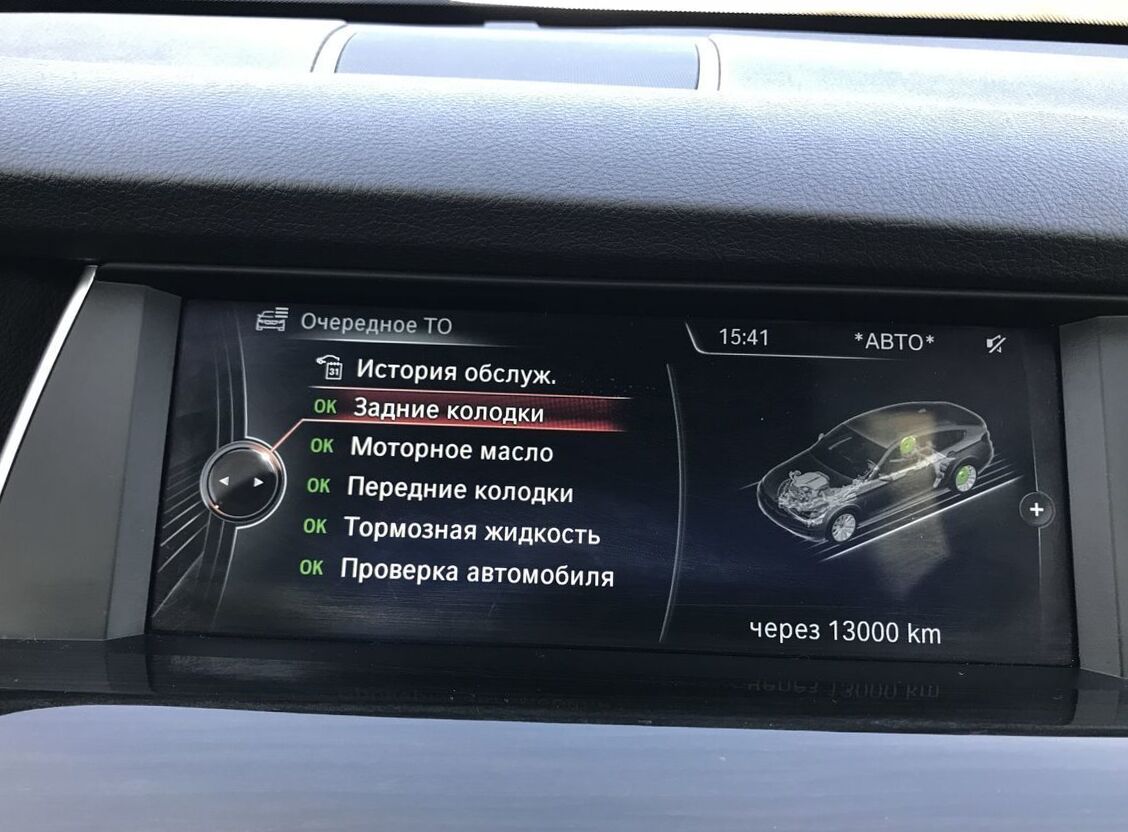 Очередное ТО
15:41
*АВТО*
31
История обслуж.
OK Задние колодки
OK Моторное масло
OK Передние колодки
OK Тормозная жидкость
OK Проверка автомобиля
+
через 13000 km